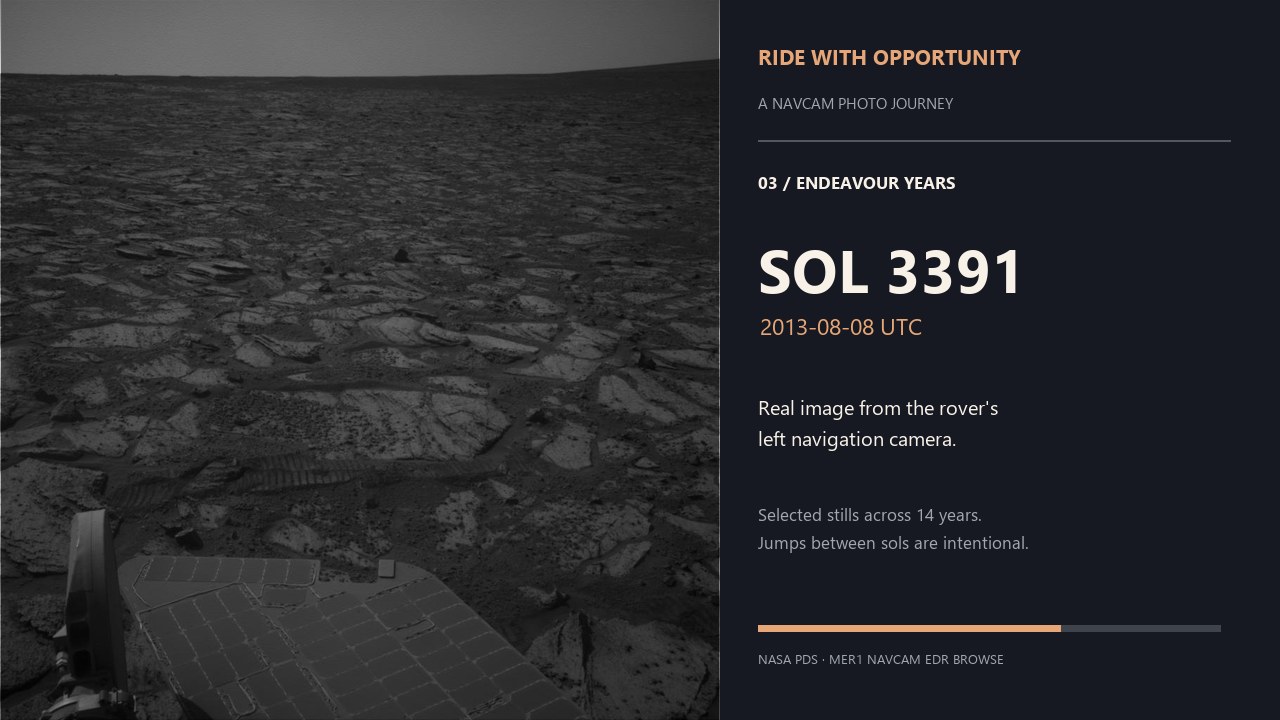 RIDE WITH OPPORTUNITY
A NAVCAM PHOTO JOURNEY
03 / ENDEAVOUR YEARS
SOL 3391
2013-08-08 UTC
Real image from the rover's
left navigation camera.
Selected stills across 14 years.
Jumps between sols are intentional.
NASA PDS · MER1 NAVCAM EDR BROWSE